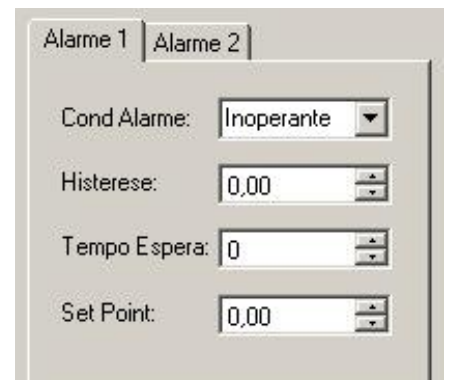 Alarme 1 Alarme 2
Cond Alarme: Inoperante
Histerese: 0,00
Tempo Espera: 0
Set Point: 0,00